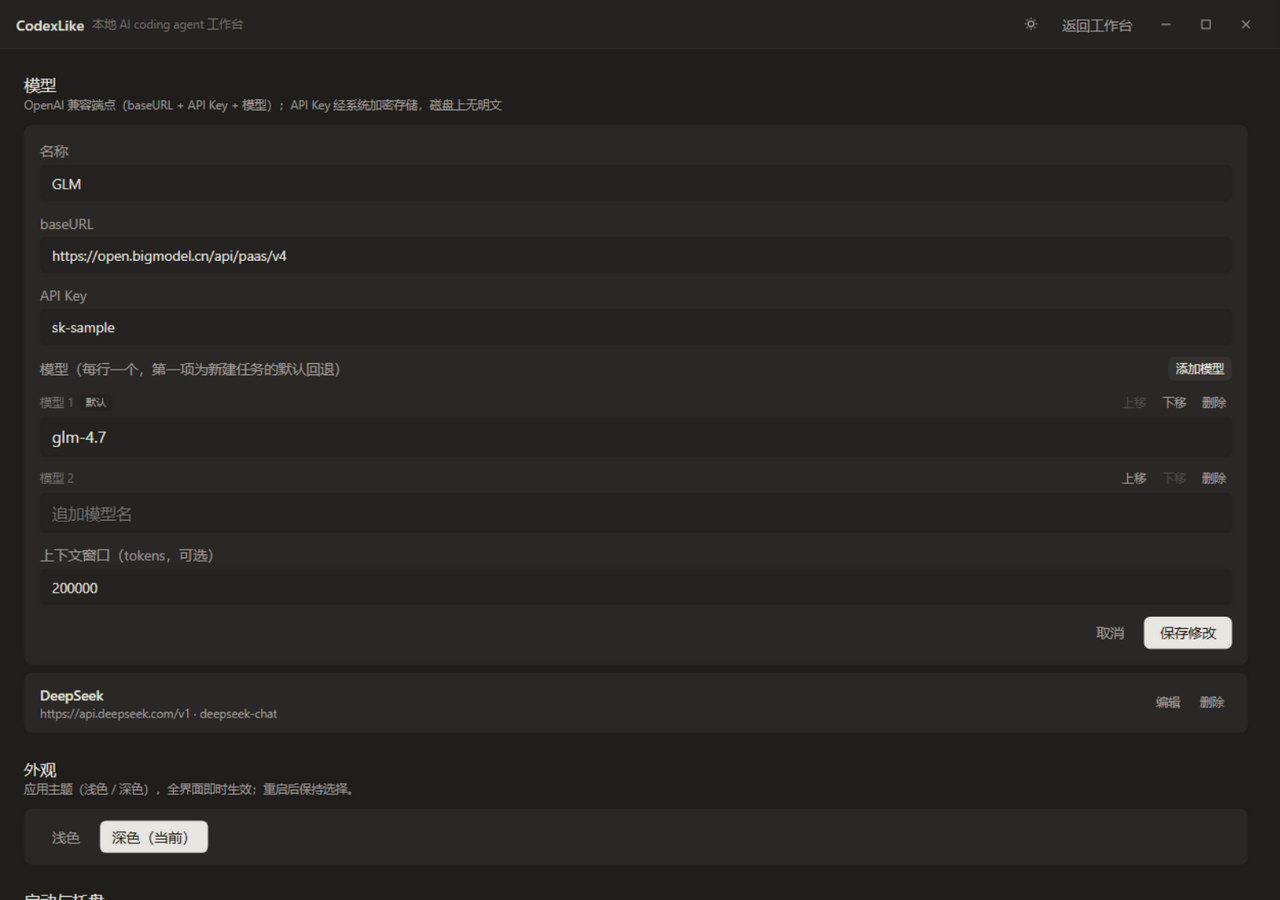 CodexLike 本地 AI coding agent 工作台 返回工作台
模型
OpenAI 兼容端点（baseURL + API Key + 模型）；API Key 经系统加密存储，磁盘上无明文
名称
GLM
baseURL
https://open.bigmodel.cn/api/paas/v4
API Key
sk-sample
模型（每行一个，第一项为新建任务的默认回退） 添加模型
模型 1 默认 上移 下移 删除
glm-4.7
模型 2 上移 下移 删除
追加模型名
上下文窗口（tokens，可选）
200000
取消 保存修改
DeepSeek
https://api.deepseek.com/v1 · deepseek-chat 编辑 删除
外观
应用主题（浅色 / 深色），全界面即时生效；重启后保持选择。
浅色 深色（当前）
启动与托盘